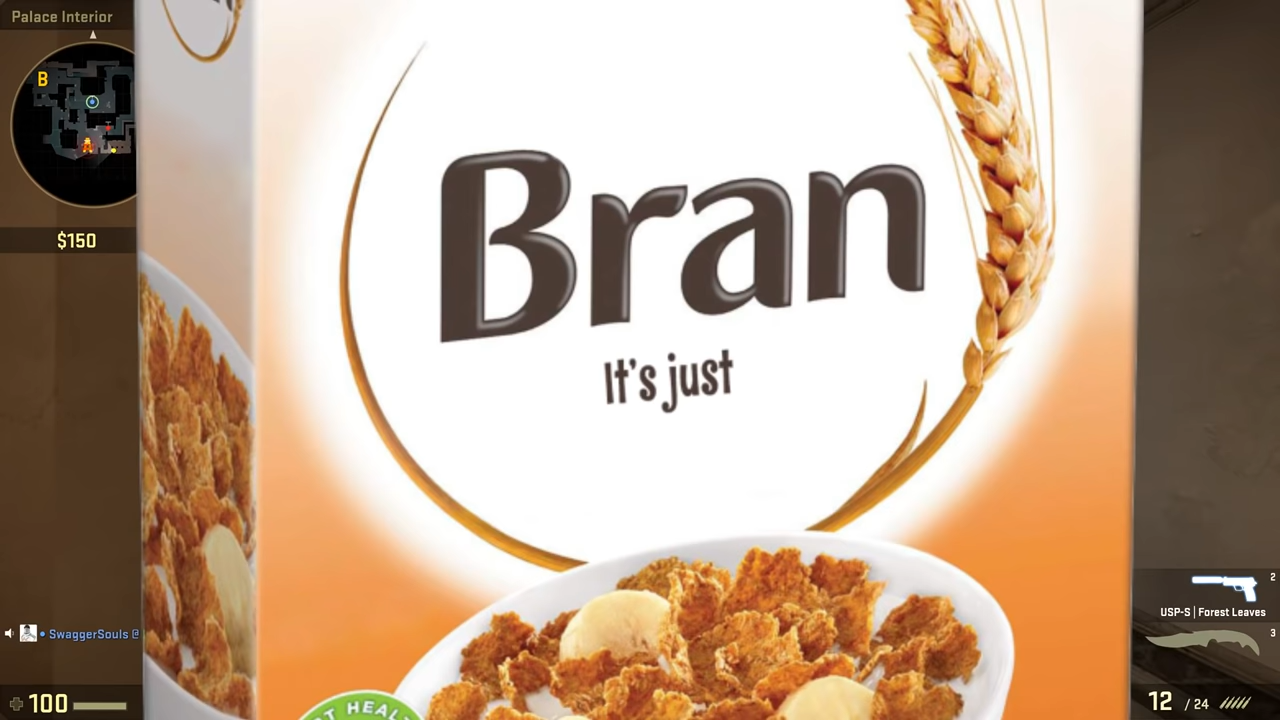 Palace Interior
B
$150
Bran
It's just
SwaggerSouls @
USP-S | Forest Leaves
2
3
100
12 / 24